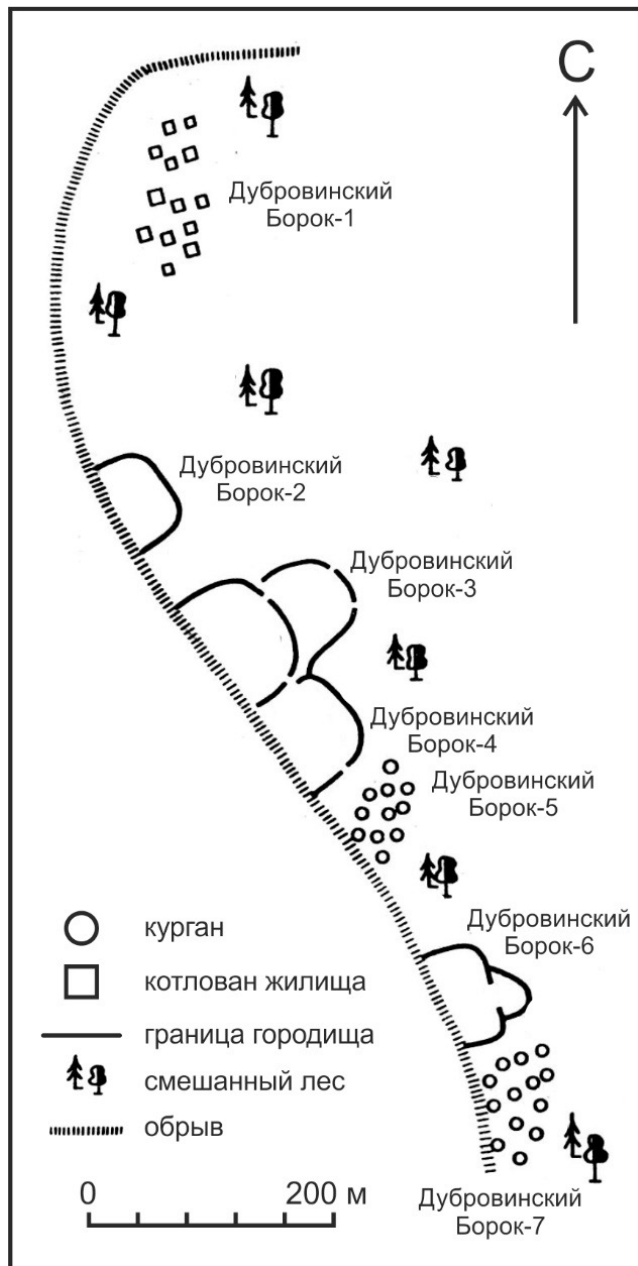 С
Дубровинский
Борок-1
Дубровинский
Борок-2
Дубровинский
Борок-3
Дубровинский
Борок-4
Дубровинский
Борок-5
Дубровинский
Борок-6
курган
котлован жилища
граница городища
смешанный лес
обрыв
0 200 м
Дубровинский
Борок-7